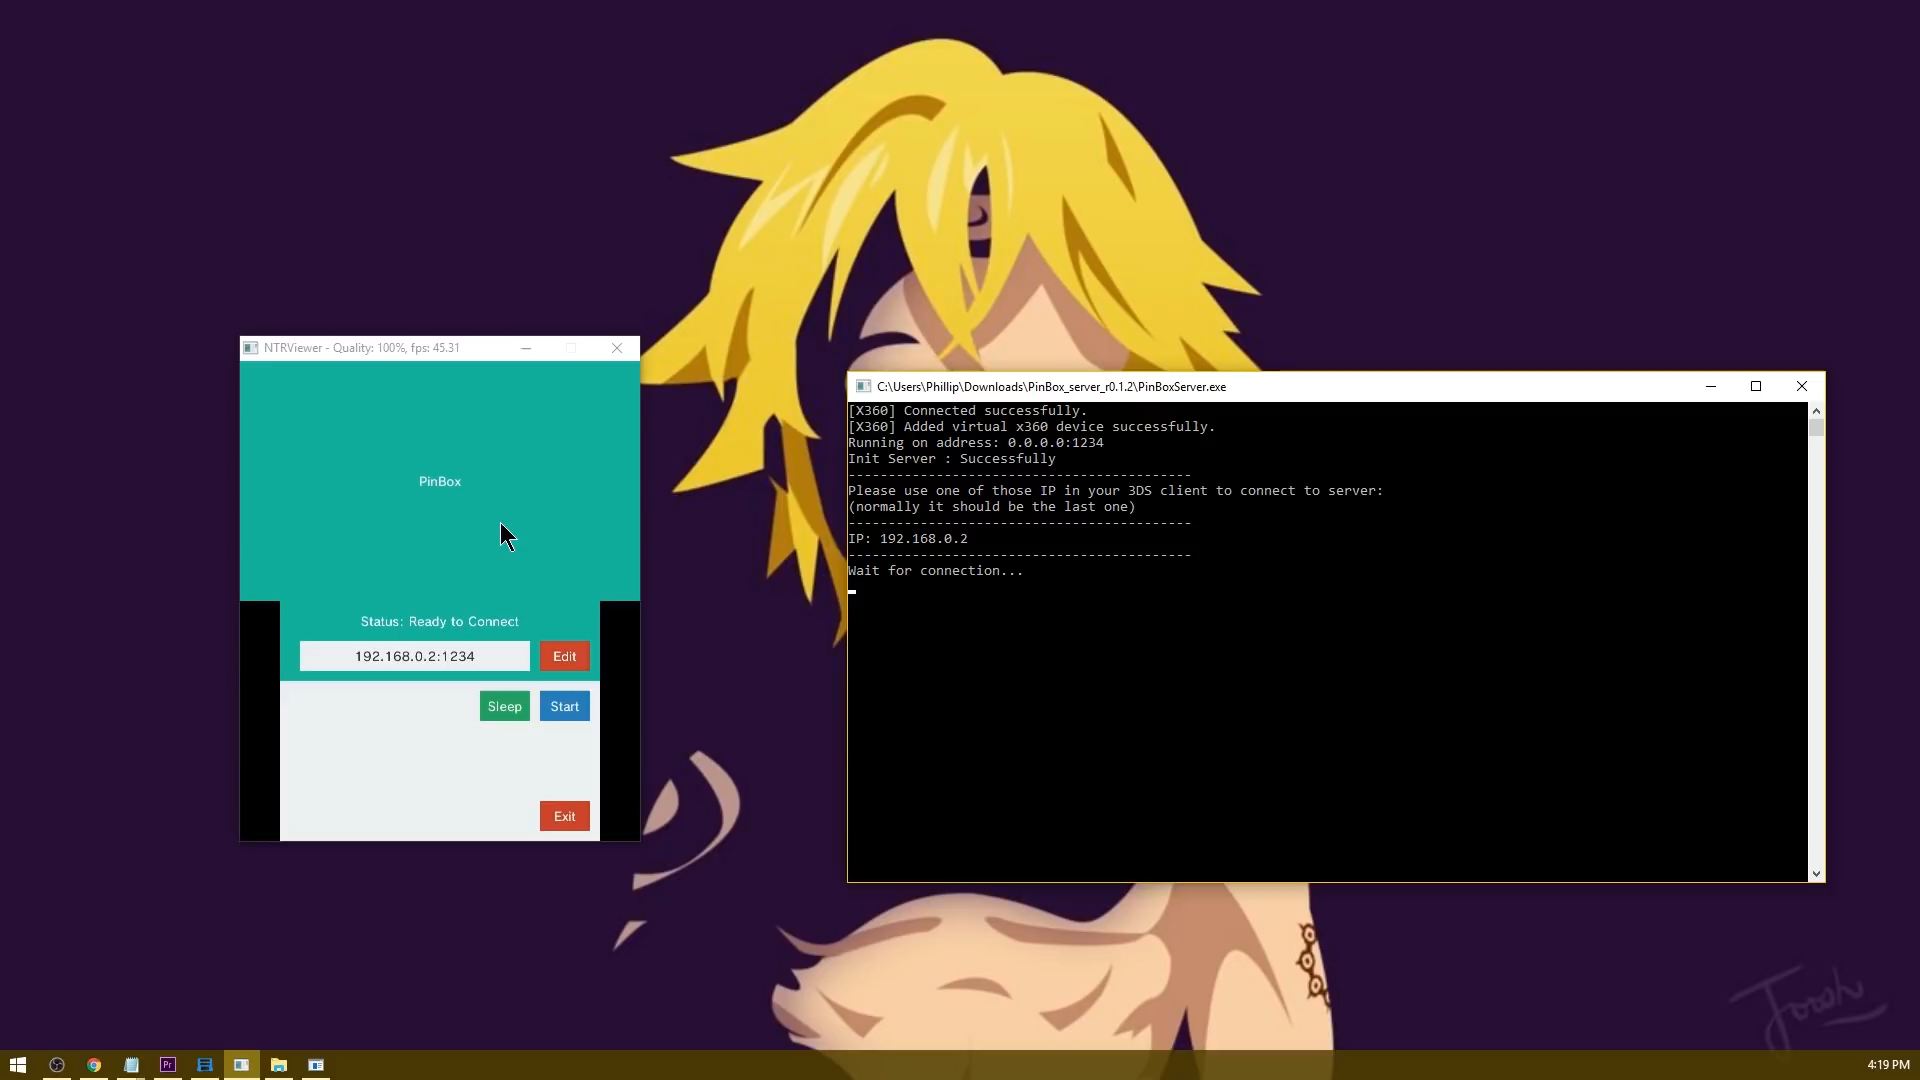 NTRViewer - Quality: 100%, fps: 45.31
PinBox
Status: Ready to Connect
192.168.0.2:1234
Edit
Sleep
Start
Exit
C:\Users\Phillip\Downloads\PinBox_server_r0.1.2\PinBoxServer.exe
[X360] Connected successfully.
[X360] Added virtual x360 device successfully.
Running on address: 0.0.0.0:1234
Init Server : Successfully
-------------------------------------------
Please use one of those IP in your 3DS client to connect to server:
(normally it should be the last one)
-------------------------------------------
IP: 192.168.0.2
-------------------------------------------
Wait for connection...
Pr
4:19 PM